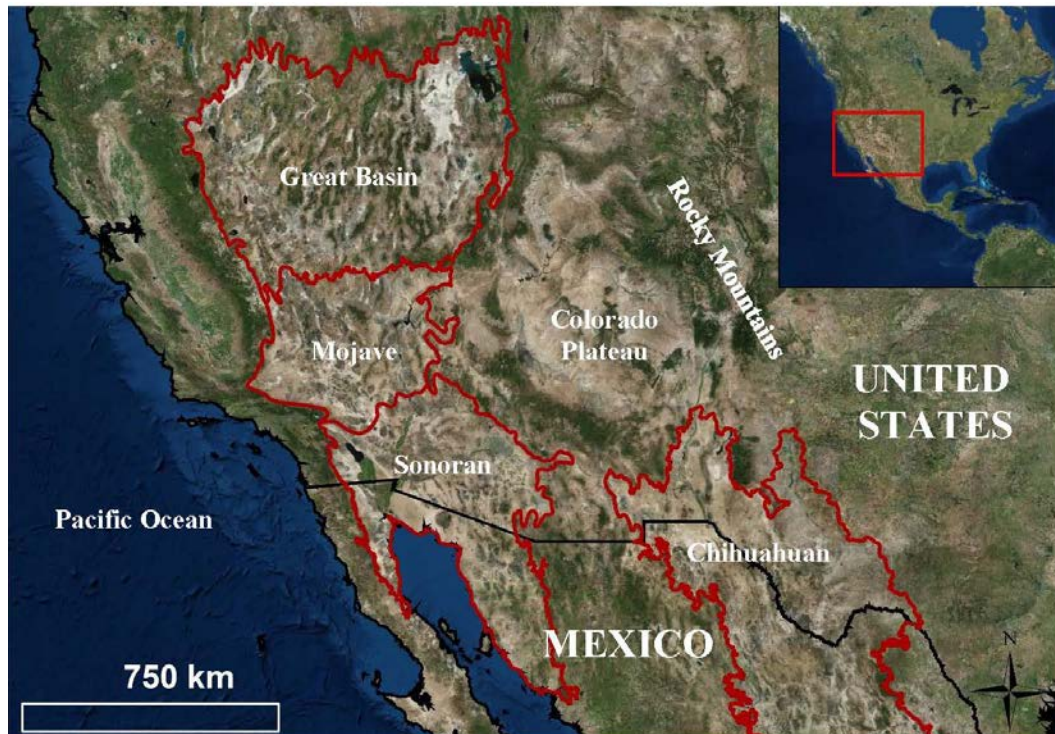 Great Basin
Rocky Mountains
Colorado
Plateau
Mojave
UNITED
STATES
Sonoran
Pacific Ocean
Chihuahuan
MEXICO
N
750 km